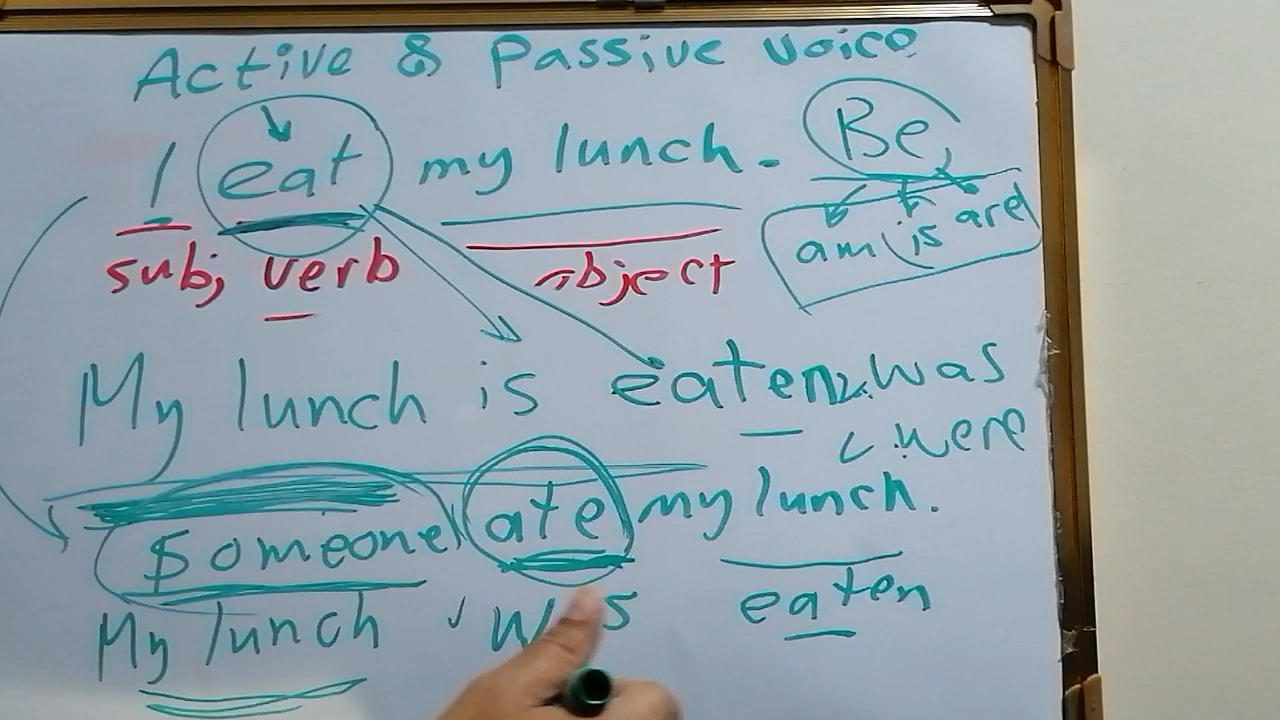 Active & Passive voice
I eat my lunch. Be
am is are
subj verb object
My lunch is eaten was
were
Someone ate my lunch.
My lunch was eaten